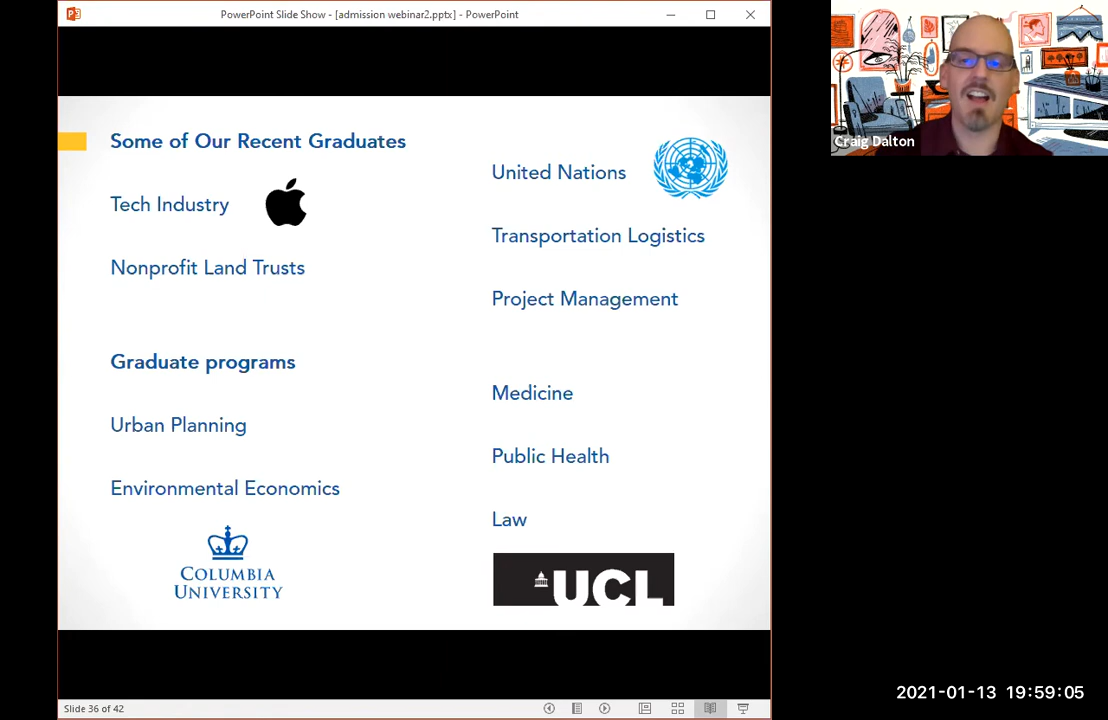 PowerPoint Slide Show - [admission webinar2.pptx] - PowerPoint
Some of Our Recent Graduates
Tech Industry
Nonprofit Land Trusts
United Nations
Transportation Logistics
Project Management
Graduate programs
Urban Planning
Environmental Economics
COLUMBIA
UNIVERSITY
Medicine
Public Health
Law
UCL
Slide 36 of 42
Craig Dalton
2021-01-13 19:59:05